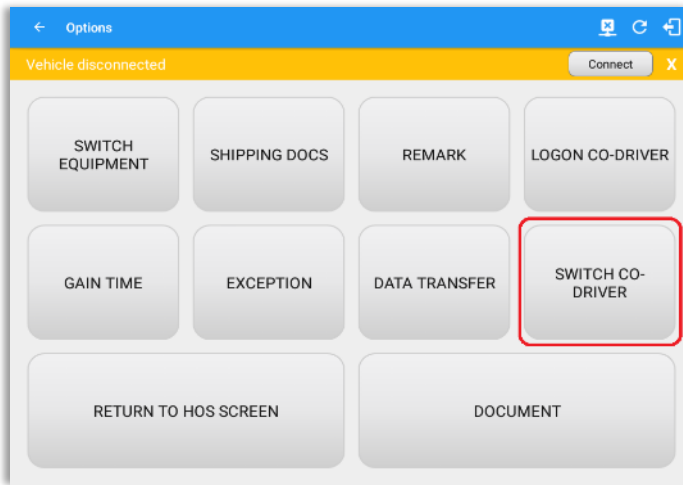 Options
Vehicle disconnected
Connect
X
SWITCH
EQUIPMENT
SHIPPING DOCS
REMARK
LOGON CO-DRIVER
GAIN TIME
EXCEPTION
DATA TRANSFER
SWITCH CO-
DRIVER
RETURN TO HOS SCREEN
DOCUMENT